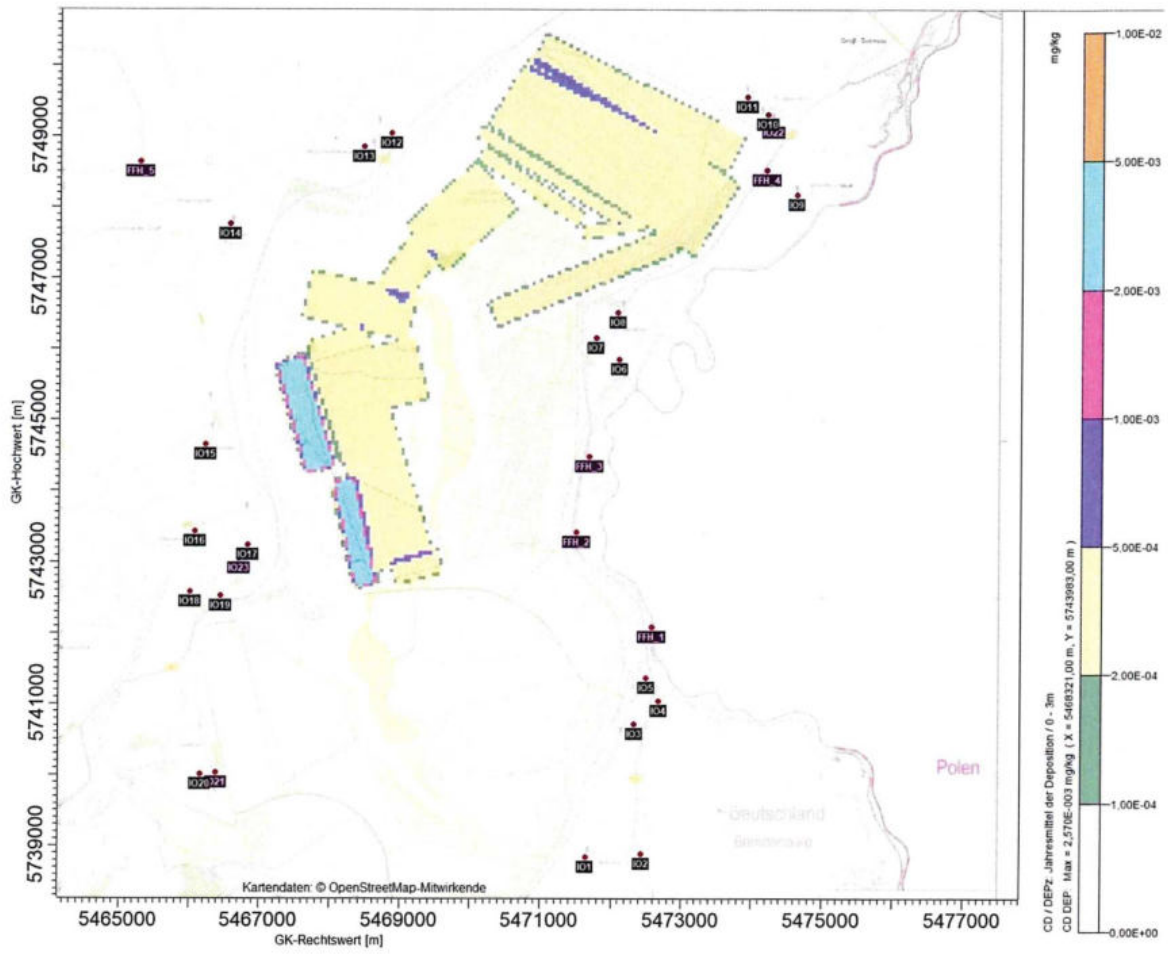 mg/kg
1,00E-02
5,00E-03
2,00E-03
1,00E-03
5,00E-04
2,00E-04
1,00E-04
0,00E+00
CD / DEPz: Jahresmittel der Deposition / 0 - 3m
CD DEP Max = 2,570E-003 mg/kg ( X = 5468321,00 m, Y = 5743983,00 m )
GK-Hochwert [m]
5749000
5747000
5745000
5743000
5741000
5739000
IO11
IO10
IO22
IO12
IO13
FFH_5
FFH_4
IO9
IO14
IO8
IO7
IO6
IO15
FFH_3
IO16
FFH_2
IO17
IO23
IO18
IO19
FFH_1
IO5
IO4
IO3
Polen
IO20
IO21
Deutschland
IO1
IO2
Kartendaten: © OpenStreetMap-Mitwirkende
5465000
5467000
5469000
5471000
5473000
5475000
5477000
GK-Rechtswert [m]